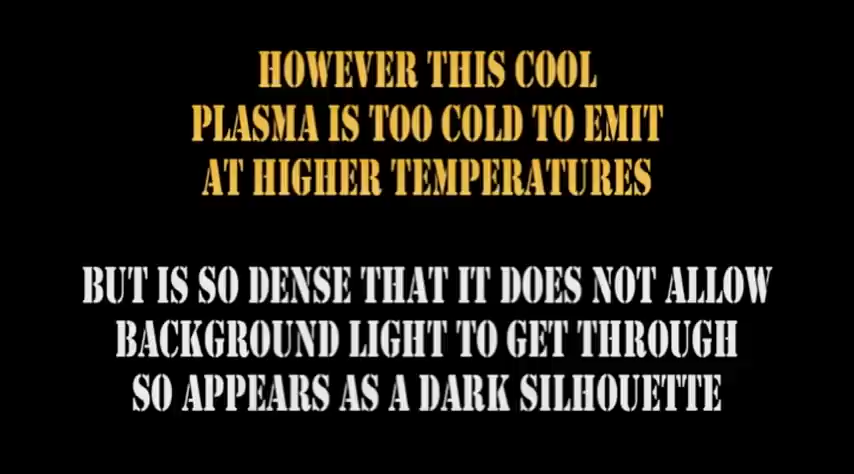 HOWEVER THIS COOL
PLASMA IS TOO COLD TO EMIT
AT HIGHER TEMPERATURES
BUT IS SO DENSE THAT IT DOES NOT ALLOW
BACKGROUND LIGHT TO GET THROUGH
SO APPEARS AS A DARK SILHOUETTE